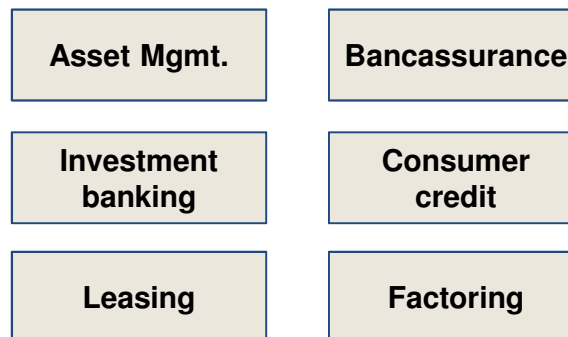 Asset Mgmt.
Bancassurance
Investment
banking
Consumer
credit
Leasing
Factoring